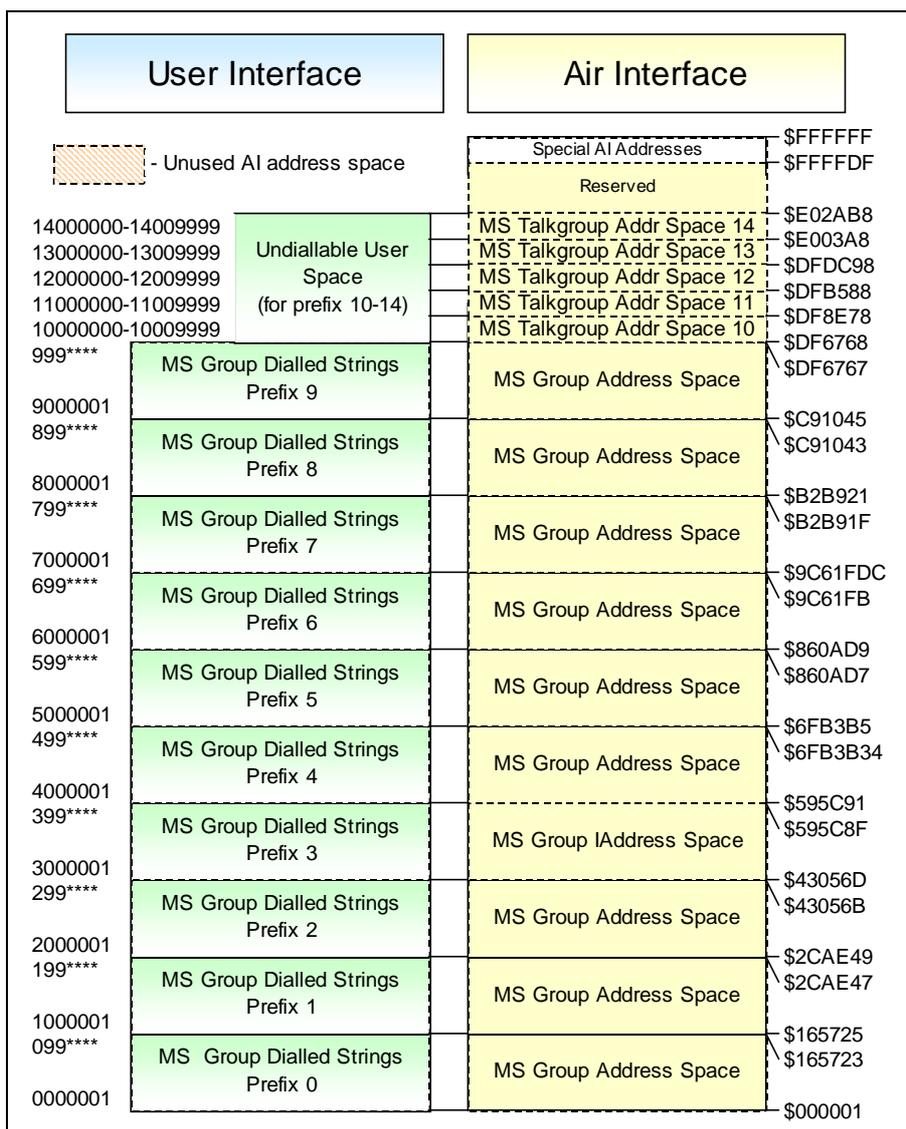 User Interface
Air Interface
- Unused AI address space
Special AI Addresses
$FFFFFF
$FFFFDF
Reserved
$E02AB8
14000000-14009999
MS Talkgroup Addr Space 14
$E003A8
13000000-13009999
MS Talkgroup Addr Space 13
$DFDC98
12000000-12009999
MS Talkgroup Addr Space 12
$DFB588
11000000-11009999
MS Talkgroup Addr Space 11
$DF8E78
10000000-10009999
MS Talkgroup Addr Space 10
$DF6768
Undiallable User
Space
(for prefix 10-14)
999****
MS Group Dialled Strings
Prefix 9
MS Group Address Space
$DF6767
9000001
$C91045
899****
MS Group Dialled Strings
Prefix 8
MS Group Address Space
$C91043
8000001
$B2B921
799****
MS Group Dialled Strings
Prefix 7
MS Group Address Space
$B2B91F
7000001
$9C61FDC
699****
MS Group Dialled Strings
Prefix 6
MS Group Address Space
$9C61FB
6000001
$860AD9
599****
MS Group Dialled Strings
Prefix 5
MS Group Address Space
$860AD7
5000001
$6FB3B5
499****
MS Group Dialled Strings
Prefix 4
MS Group Address Space
$6FB3B34
4000001
$595C91
399****
MS Group Dialled Strings
Prefix 3
MS Group IAddress Space
$595C8F
3000001
$43056D
299****
MS Group Dialled Strings
Prefix 2
MS Group Address Space
$43056B
2000001
$2CAE49
199****
MS Group Dialled Strings
Prefix 1
MS Group Address Space
$2CAE47
1000001
$165725
099****
MS Group Dialled Strings
Prefix 0
MS Group Address Space
$165723
0000001
$000001